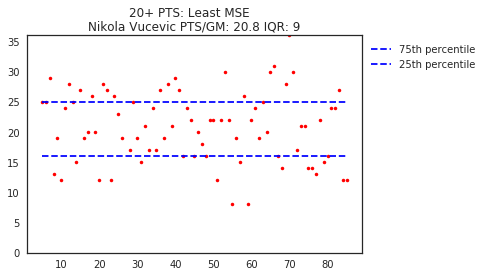 20+ PTS: Least MSE
Nikola Vucevic PTS/GM: 20.8 IQR: 9
75th percentile
25th percentile
35
30
25
20
15
10
5
0
10 20 30 40 50 60 70 80